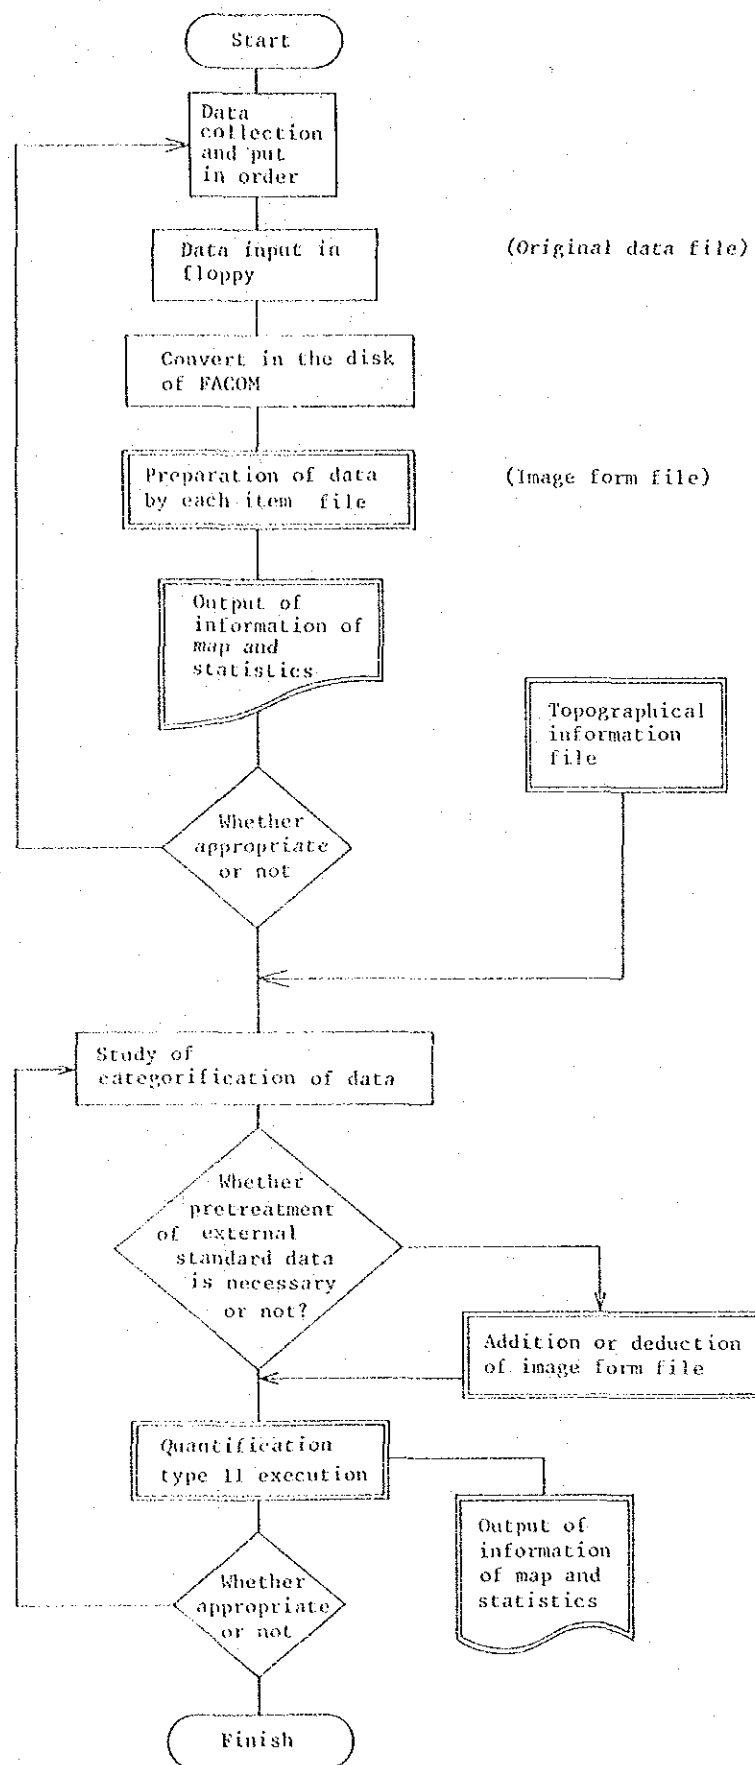 Start
Data
collection
and put
in order
Data input in
floppy
(Original data file)
Convert in the disk
of FACOM
Preparation of data
by each item file
(Image form file)
Output of
information of
map and
statistics
Topographical
information
file
Whether
appropriate
or not
Study of
categorification of data
Whether
pretreatment
of external
standard data
is necessary
or not?
Addition or deduction
of image form file
Quantification
type II execution
Output of
information
of map and
statistics
Whether
appropriate
or not
Finish